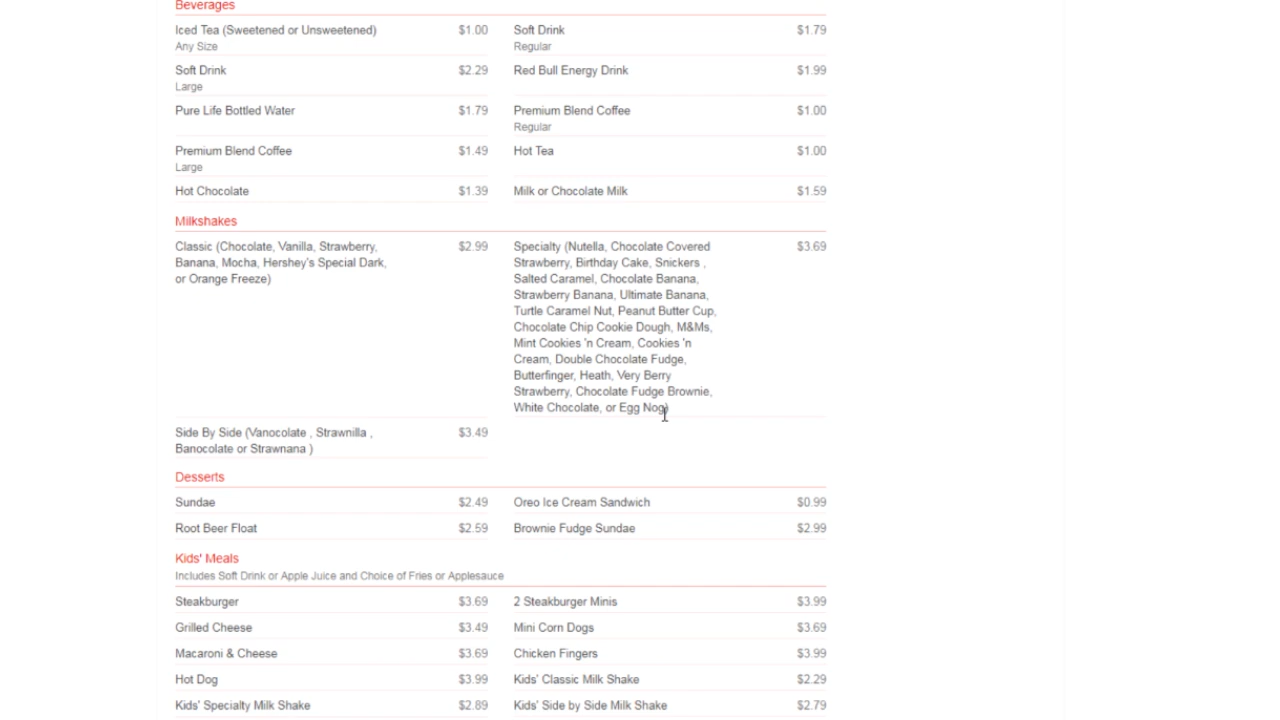 Beverages
Iced Tea (Sweetened or Unsweetened) $1.00 Soft Drink $1.79
Any Size Regular
Soft Drink $2.29 Red Bull Energy Drink $1.99
Large
Pure Life Bottled Water $1.79 Premium Blend Coffee $1.00
Regular
Premium Blend Coffee $1.49 Hot Tea $1.00
Large
Hot Chocolate $1.39 Milk or Chocolate Milk $1.59
Milkshakes
Classic (Chocolate, Vanilla, Strawberry, $2.99
Banana, Mocha, Hershey's Special Dark,
or Orange Freeze)
Specialty (Nutella, Chocolate Covered $3.69
Strawberry, Birthday Cake, Snickers ,
Salted Caramel, Chocolate Banana,
Strawberry Banana, Ultimate Banana,
Turtle Caramel Nut, Peanut Butter Cup,
Chocolate Chip Cookie Dough, M&Ms,
Mint Cookies 'n Cream, Cookies 'n
Cream, Double Chocolate Fudge,
Butterfinger, Heath, Very Berry
Strawberry, Chocolate Fudge Brownie,
White Chocolate, or Egg Nog)
Side By Side (Vanocolate , Strawnilla , $3.49
Banocolate or Strawnana )
Desserts
Sundae $2.49 Oreo Ice Cream Sandwich $0.99
Root Beer Float $2.59 Brownie Fudge Sundae $2.99
Kids' Meals
Includes Soft Drink or Apple Juice and Choice of Fries or Applesauce
Steakburger $3.69 2 Steakburger Minis $3.99
Grilled Cheese $3.49 Mini Corn Dogs $3.69
Macaroni & Cheese $3.69 Chicken Fingers $3.99
Hot Dog $3.99 Kids' Classic Milk Shake $2.29
Kids' Specialty Milk Shake $2.89 Kids' Side by Side Milk Shake $2.79